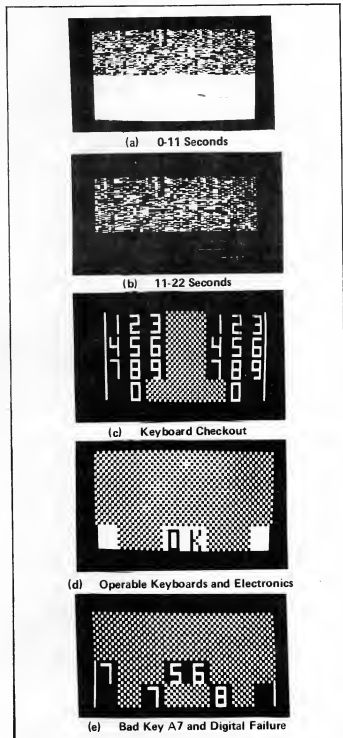 (a) 0-11 Seconds
(b) 11-22 Seconds
1 2 3 1 2 3
4 5 6 4 5 6
7 8 9 7 8 9
0 0
(c) Keyboard Checkout
OK
(d) Operable Keyboards and Electronics
7 5 6
7 8
(e) Bad Key A7 and Digital Failure